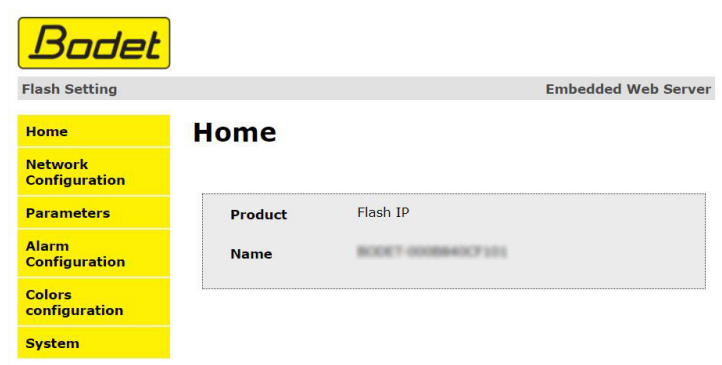 Bodet
Flash Setting
Embedded Web Server
Home
Network
Configuration
Parameters
Alarm
Configuration
Colors
configuration
System
Home
Product
Flash IP
Name